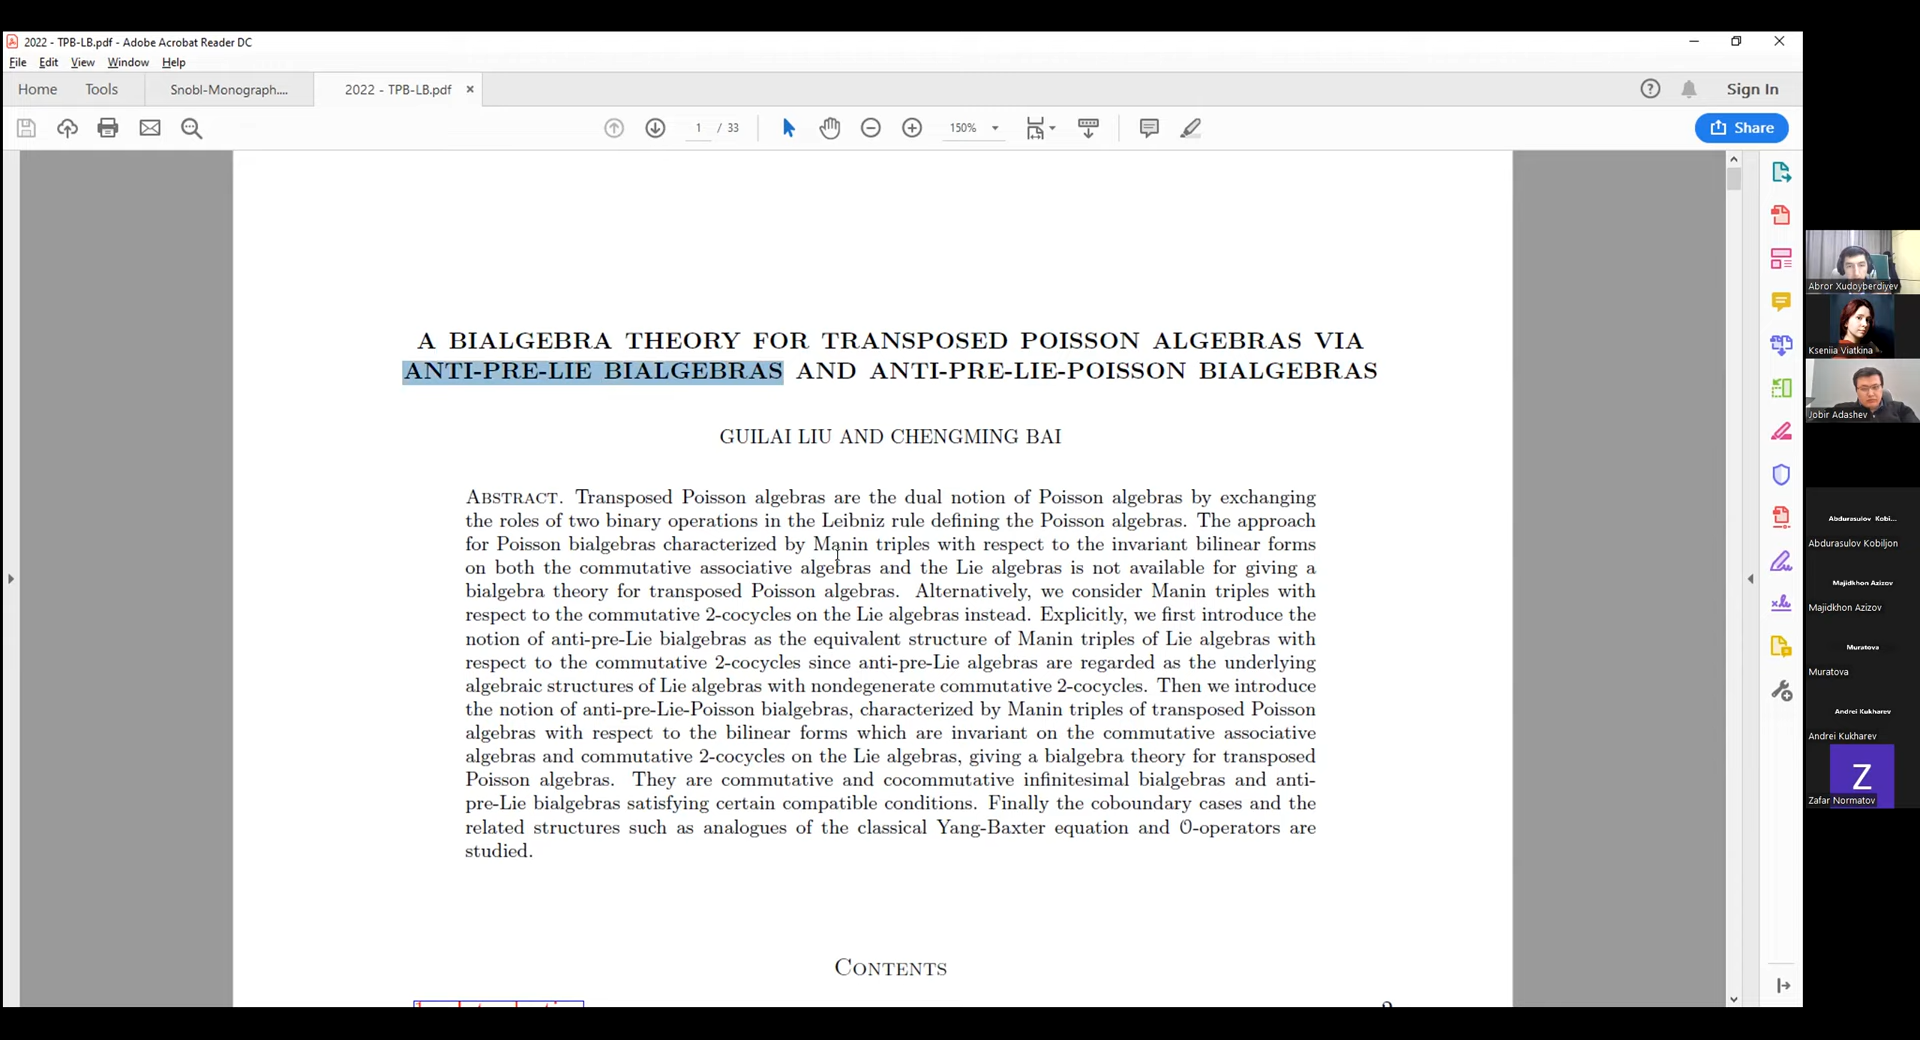 2022 - TPB-LB.pdf - Adobe Acrobat Reader DC
File Edit View Window Help
Home Tools Snobl-Monograph.... 2022 - TPB-LB.pdf × Sign In
1 / 33 150% Share
A BIALGEBRA THEORY FOR TRANSPOSED POISSON ALGEBRAS VIA
ANTI-PRE-LIE BIALGEBRAS AND ANTI-PRE-LIE-POISSON BIALGEBRAS
GUILAI LIU AND CHENGMING BAI
ABSTRACT. Transposed Poisson algebras are the dual notion of Poisson algebras by exchanging
the roles of two binary operations in the Leibniz rule defining the Poisson algebras. The approach
for Poisson bialgebras characterized by Manin triples with respect to the invariant bilinear forms
on both the commutative associative algebras and the Lie algebras is not available for giving a
bialgebra theory for transposed Poisson algebras. Alternatively, we consider Manin triples with
respect to the commutative 2-cocycles on the Lie algebras instead. Explicitly, we first introduce the
notion of anti-pre-Lie bialgebras as the equivalent structure of Manin triples of Lie algebras with
respect to the commutative 2-cocycles since anti-pre-Lie algebras are regarded as the underlying
algebraic structures of Lie algebras with nondegenerate commutative 2-cocycles. Then we introduce
the notion of anti-pre-Lie-Poisson bialgebras, characterized by Manin triples of transposed Poisson
algebras with respect to the bilinear forms which are invariant on the commutative associative
algebras and commutative 2-cocycles on the Lie algebras, giving a bialgebra theory for transposed
Poisson algebras. They are commutative and cocommutative infinitesimal bialgebras and anti-
pre-Lie bialgebras satisfying certain compatible conditions. Finally the coboundary cases and the
related structures such as analogues of the classical Yang-Baxter equation and O-operators are
studied.
CONTENTS
Abror Xudoyberdiyev
Kseniia Viatkina
Jobir Adashev
Abdurasulov Kobi...
Abdurasulov Kobiljon
Majidkhon Azizov
Majidkhon Azizov
Muratova
Muratova
Andrei Kukharev
Andrei Kukharev
Z
Zafar Normatov